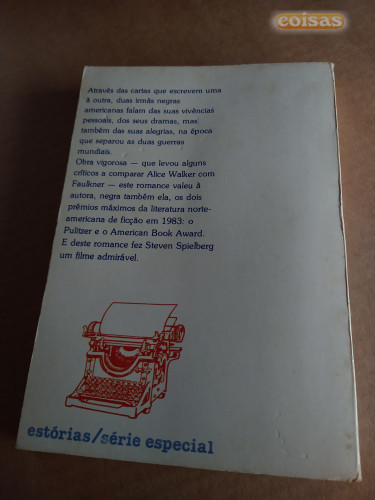 coisas
Através das cartas que escrevem uma
à outra, duas irmãs negras
americanas falam das suas vivências
pessoais, dos seus dramas, mas
também das suas alegrias, na época
que separou as duas guerras
mundiais.
Obra vigorosa — que levou alguns
críticos a comparar Alice Walker com
Faulkner — este romance valeu à
autora, negra também ela, os dois
prêmios máximos da literatura norte-
americana de ficção em 1983: o
Pulitzer e o American Book Award.
E deste romance fez Steven Spielberg
um filme admirável.
estórias/série especial